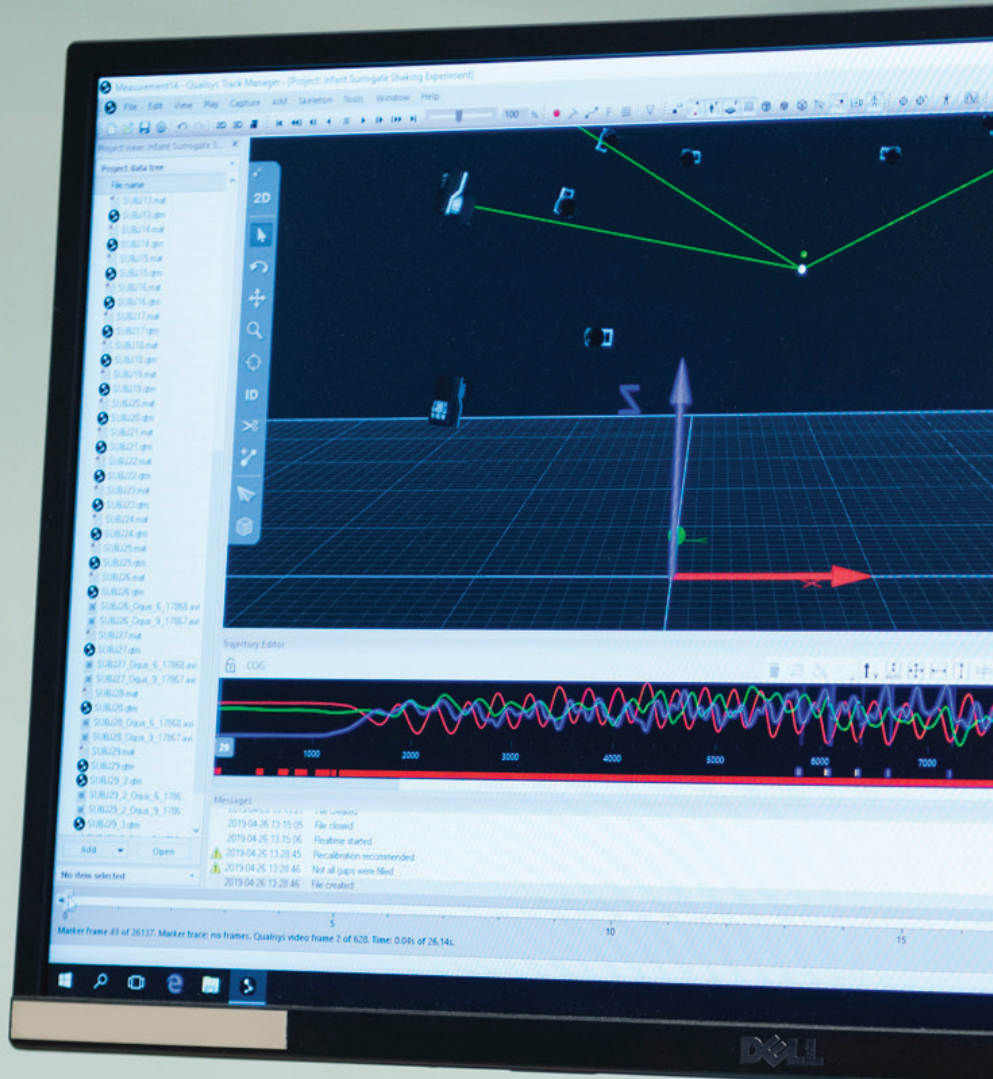 Measurement14 - Qualisys Track Manager - [Project: Infant Surrogate Shaking Experiment]
File Edit View Play Capture AIM Skeleton Tools Window Help
2D 3D
100 %
Project view: Infant Surrogate S...
Project data tree
File name
SUBJ13.mat
SUBJ13.qtm
SUBJ14.mat
SUBJ14.qtm
SUBJ15.mat
SUBJ15.qtm
SUBJ16.mat
SUBJ16.qtm
SUBJ17.mat
SUBJ17.qtm
SUBJ18.mat
SUBJ18.qtm
SUBJ19.mat
SUBJ19.qtm
SUBJ20.mat
SUBJ20.qtm
SUBJ21.mat
SUBJ21.qtm
SUBJ22.mat
SUBJ22.qtm
SUBJ23.mat
SUBJ23.qtm
SUBJ24.mat
SUBJ24.qtm
SUBJ25.mat
SUBJ25.qtm
SUBJ26.mat
SUBJ26.qtm
SUBJ26_Oqus_6_17868.avi
SUBJ26_Oqus_9_17867.avi
SUBJ27.mat
SUBJ27.qtm
SUBJ27_Oqus_6_17868.avi
SUBJ27_Oqus_9_17867.avi
SUBJ28.mat
SUBJ28.qtm
SUBJ28_Oqus_6_17868.avi
SUBJ28_Oqus_9_17867.avi
SUBJ29.mat
SUBJ29.qtm
SUBJ29_2.qtm
SUBJ29_2_Oqus_6_1786...
SUBJ29_2_Oqus_9_1786...
SUBJ29_3.qtm
Add Open
No item selected
2D
ID
Z
X
Trajectory Editor
COG
29
1000 2000 3000 4000 5000 6000 7000
Messages
File created
2019-04-26 13:15:05 File closed
2019-04-26 13:15:06 Realtime started
2019-04-26 13:28:45 Recalibration recommended
2019-04-26 13:28:46 Not all gaps were filled
2019-04-26 13:28:46 File created
0 5 10 15
Marker frame 43 of 26137. Marker trace: no frames. Qualisys video frame 2 of 628. Time: 0.04s of 26.14s.
DELL